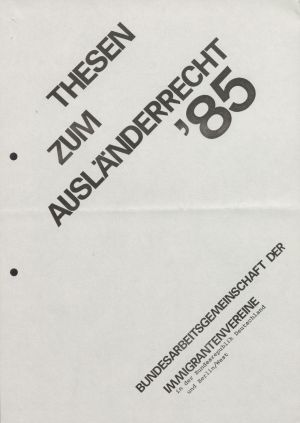 THESEN
ZUM
AUSLÄNDERRECHT
'85
BUNDESARBEITSGEMEINSCHAFT DER
IMMIGRANTENVEREINE
in der Bundesrepublik Deutschland
und Berlin/West